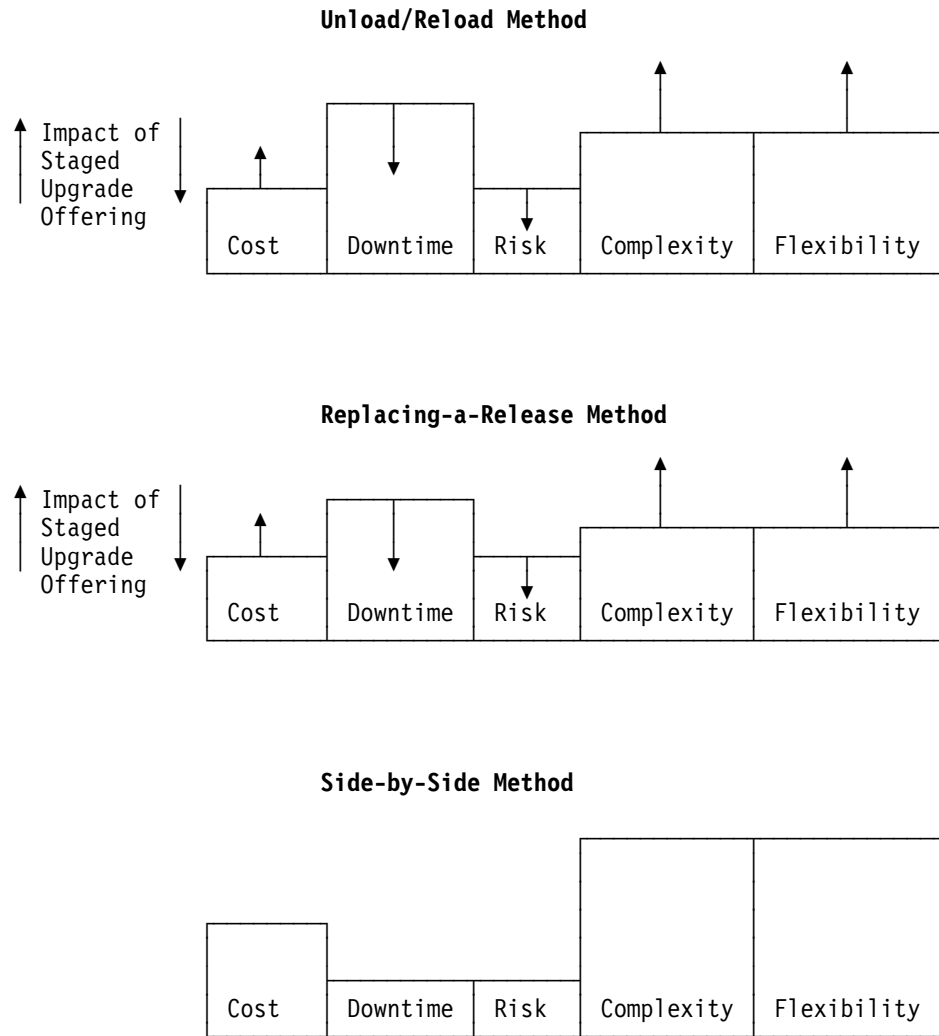 Unload/Reload Method
Impact of
Staged
Upgrade
Offering
Cost Downtime Risk Complexity Flexibility
Replacing-a-Release Method
Impact of
Staged
Upgrade
Offering
Cost Downtime Risk Complexity Flexibility
Side-by-Side Method
Cost Downtime Risk Complexity Flexibility